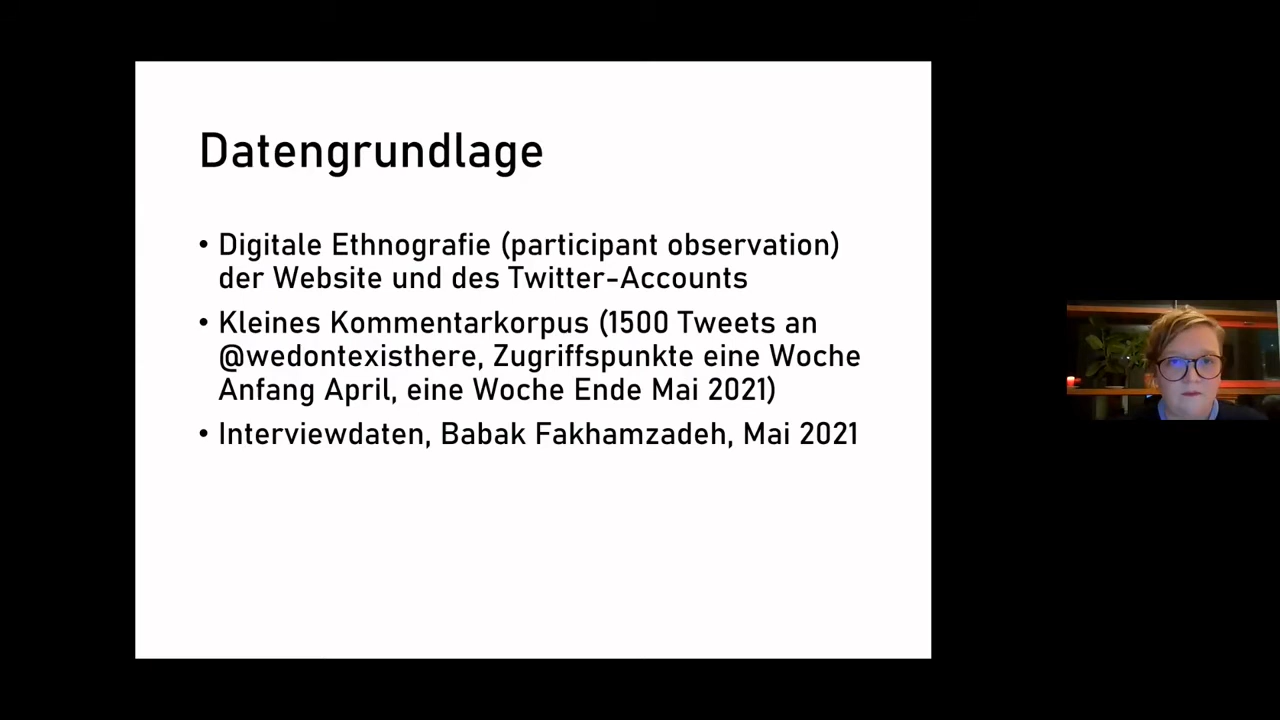 Datengrundlage
• Digitale Ethnografie (participant observation)
der Website und des Twitter-Accounts
• Kleines Kommentarkorpus (1500 Tweets an
@wedontexisthere, Zugriffspunkte eine Woche
Anfang April, eine Woche Ende Mai 2021)
• Interviewdaten, Babak Fakhamzadeh, Mai 2021